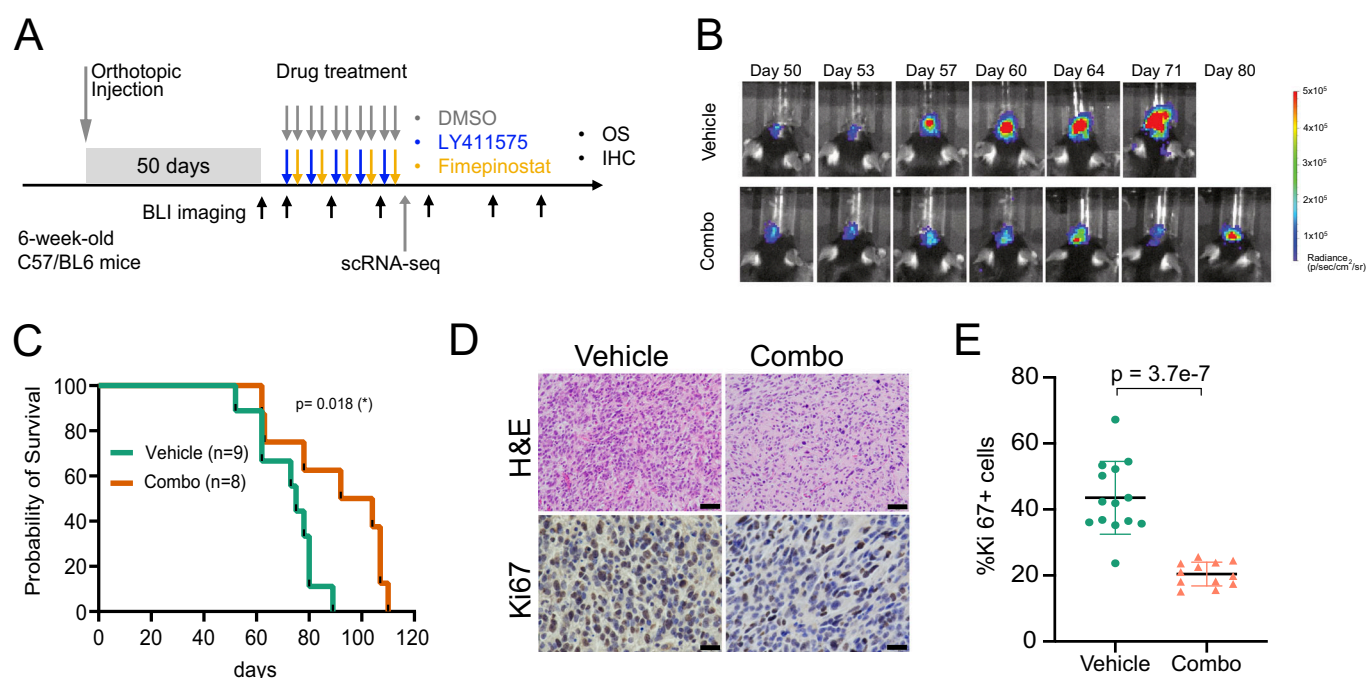 A
Orthotopic
Injection
Drug treatment
• DMSO
• LY411575
• Fimepinostat
• OS
• IHC
50 days
BLI imaging
6-week-old
C57/BL6 mice
scRNA-seq
B
Day 50 Day 53 Day 57 Day 60 Day 64 Day 71 Day 80
Vehicle
Combo
5x10⁵
4x10⁵
3x10⁵
2x10⁵
1x10⁵
Radiance
(p/sec/cm²/sr)
C
Probability of Survival
100
80
60
40
20
0
p= 0.018 (*)
Vehicle (n=9)
Combo (n=8)
0 20 40 60 80 100 120
days
D
Vehicle Combo
H&E
Ki67
E
p = 3.7e-7
%Ki 67+ cells
80
60
40
20
0
Vehicle Combo